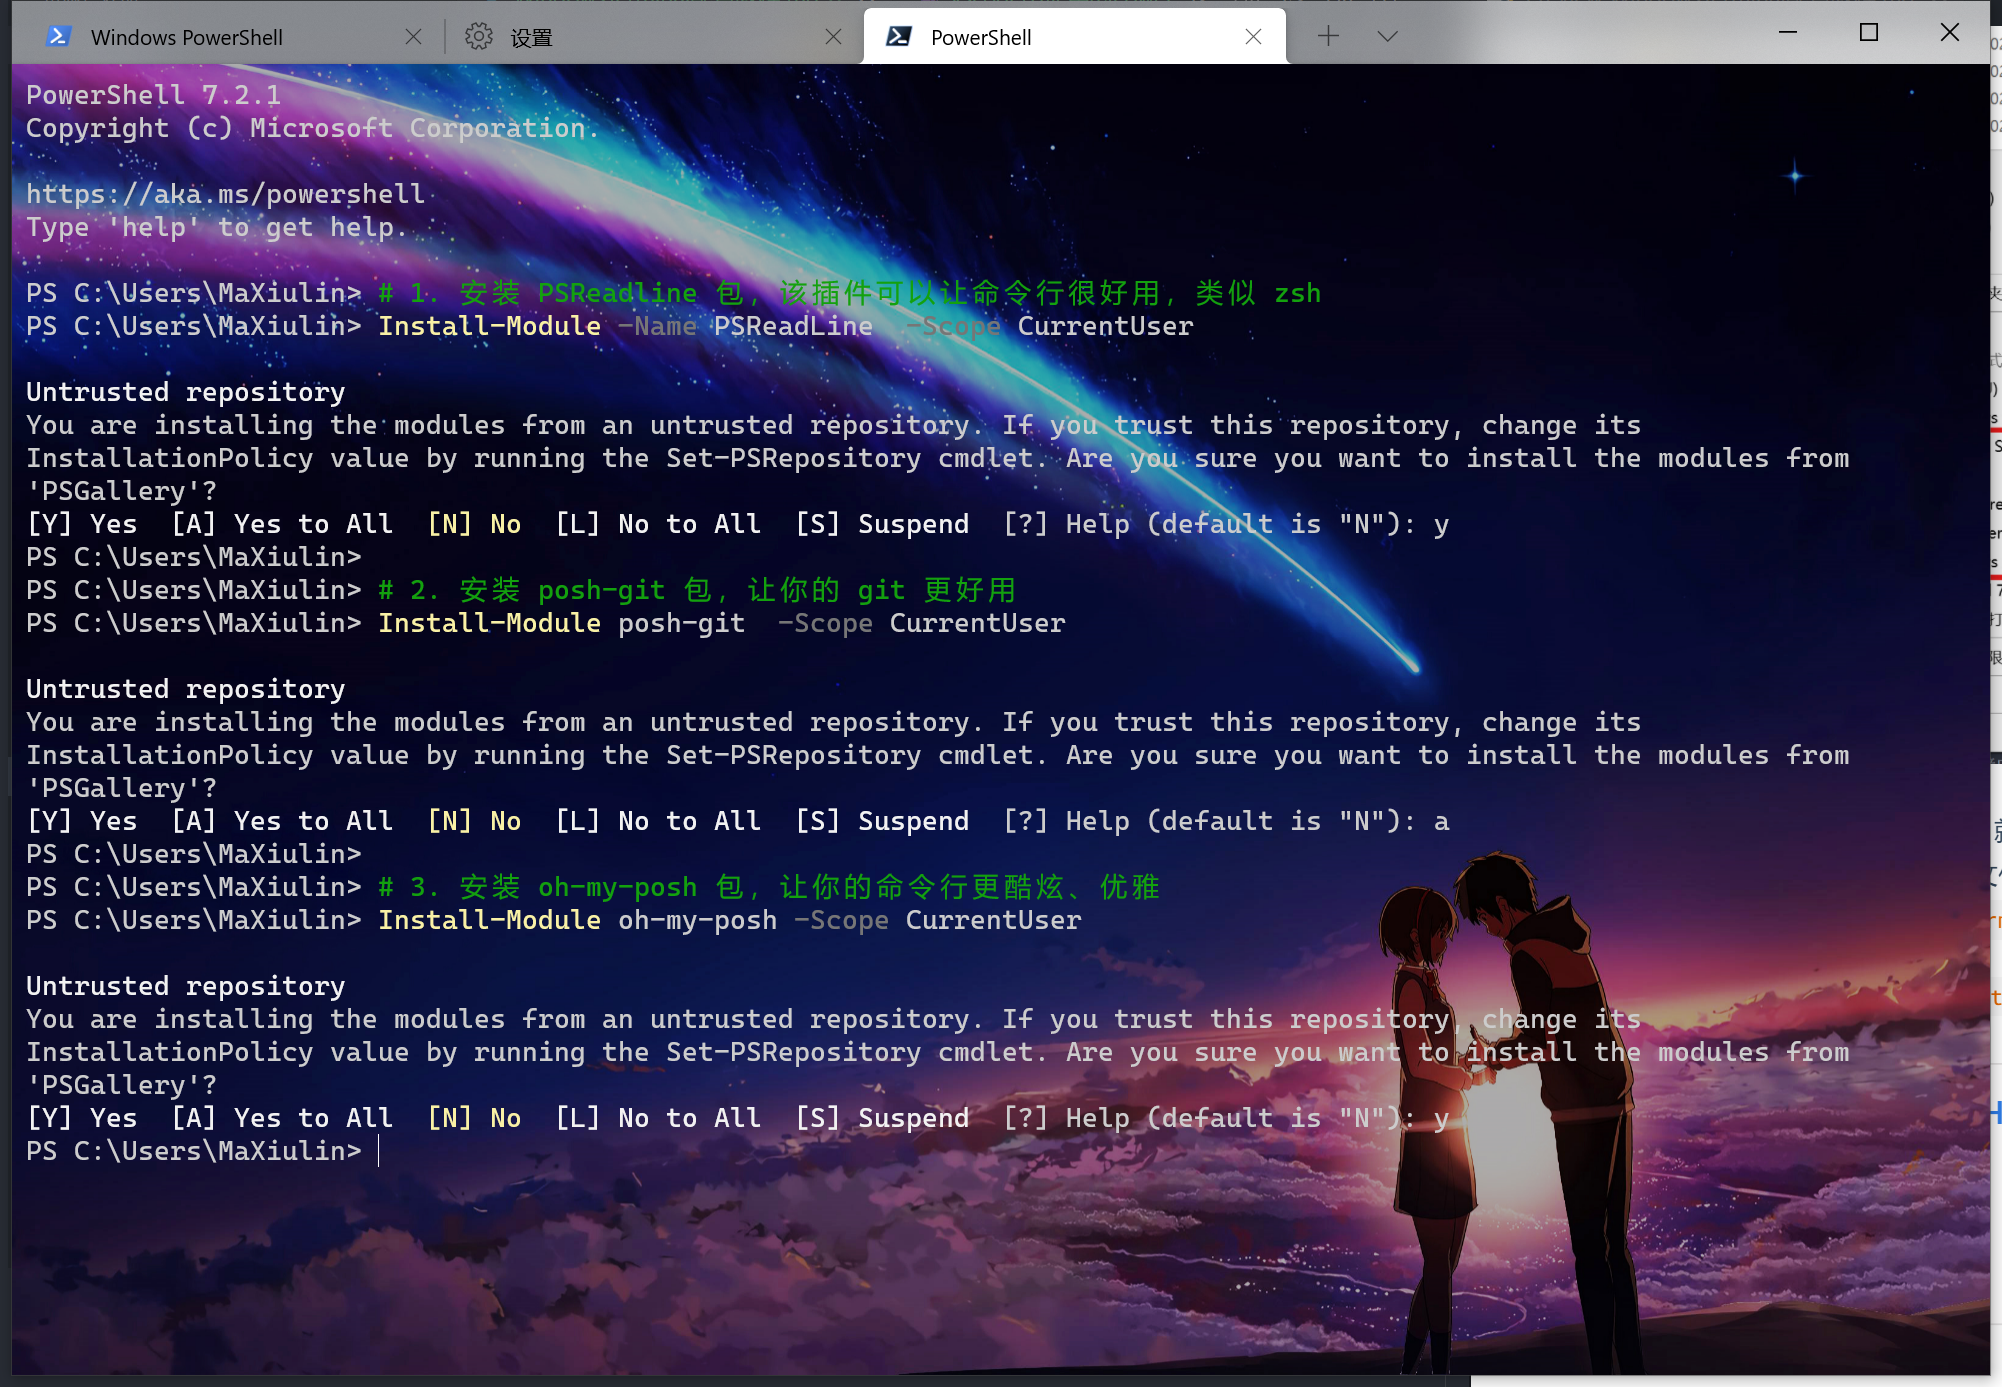 Windows PowerShell
设置
PowerShell
PowerShell 7.2.1
Copyright (c) Microsoft Corporation.
https://aka.ms/powershell
Type 'help' to get help.
PS C:\Users\MaXiulin> # 1. 安装 PSReadline 包，该插件可以让命令行很好用，类似 zsh
PS C:\Users\MaXiulin> Install-Module -Name PSReadLine  -Scope CurrentUser
Untrusted repository
You are installing the modules from an untrusted repository. If you trust this repository, change its
InstallationPolicy value by running the Set-PSRepository cmdlet. Are you sure you want to install the modules from
'PSGallery'?
[Y] Yes  [A] Yes to All  [N] No  [L] No to All  [S] Suspend  [?] Help (default is "N"): y
PS C:\Users\MaXiulin>
PS C:\Users\MaXiulin> # 2. 安装 posh-git 包，让你的 git 更好用
PS C:\Users\MaXiulin> Install-Module posh-git  -Scope CurrentUser
Untrusted repository
You are installing the modules from an untrusted repository. If you trust this repository, change its
InstallationPolicy value by running the Set-PSRepository cmdlet. Are you sure you want to install the modules from
'PSGallery'?
[Y] Yes  [A] Yes to All  [N] No  [L] No to All  [S] Suspend  [?] Help (default is "N"): a
PS C:\Users\MaXiulin>
PS C:\Users\MaXiulin> # 3. 安装 oh-my-posh 包，让你的命令行更酷炫、优雅
PS C:\Users\MaXiulin> Install-Module oh-my-posh -Scope CurrentUser
Untrusted repository
You are installing the modules from an untrusted repository. If you trust this repository, change its
InstallationPolicy value by running the Set-PSRepository cmdlet. Are you sure you want to install the modules from
'PSGallery'?
[Y] Yes  [A] Yes to All  [N] No  [L] No to All  [S] Suspend  [?] Help (default is "N"): y
PS C:\Users\MaXiulin>